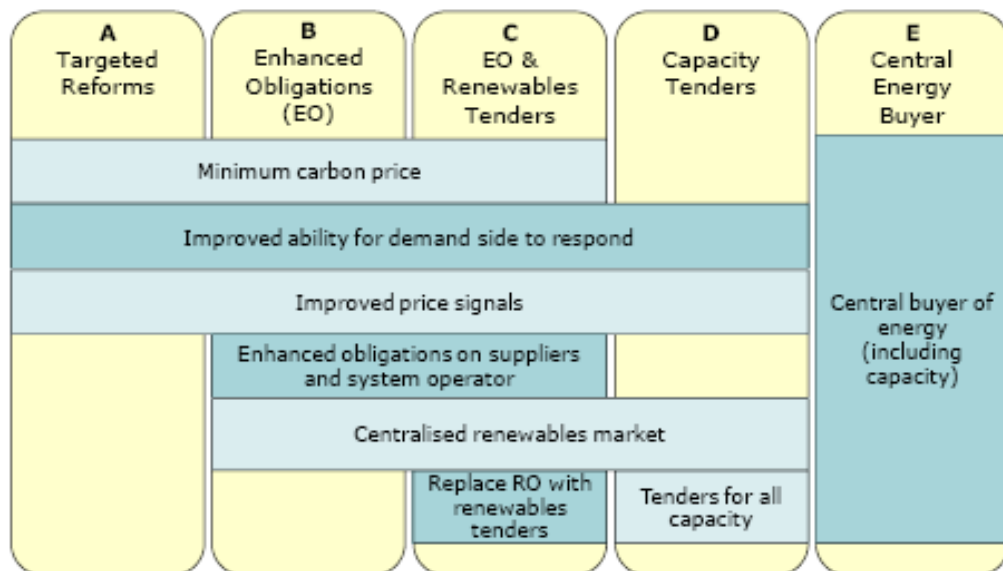 A
Targeted
Reforms
B
Enhanced
Obligations
(EO)
C
EO &
Renewables
Tenders
D
Capacity
Tenders
E
Central
Energy
Buyer
Minimum carbon price
Improved ability for demand side to respond
Improved price signals
Enhanced obligations on suppliers
and system operator
Centralised renewables market
Replace RO with
renewables
tenders
Tenders for all
capacity
Central buyer of
energy
(including
capacity)